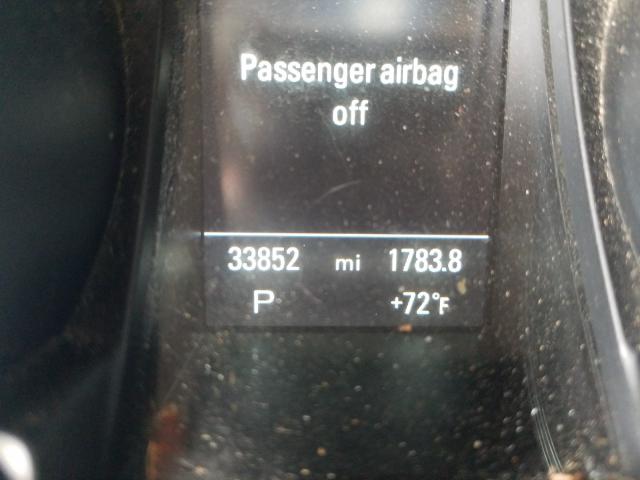 Passenger airbag
off
33852 mi 1783.8
P +72°F